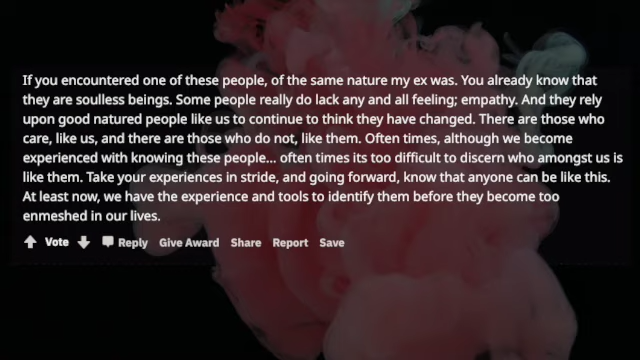 If you encountered one of these people, of the same nature my ex was. You already know that
they are soulless beings. Some people really do lack any and all feeling; empathy. And they rely
upon good natured people like us to continue to think they have changed. There are those who
care, like us, and there are those who do not, like them. Often times, although we become
experienced with knowing these people... often times its too difficult to discern who amongst us is
like them. Take your experiences in stride, and going forward, know that anyone can be like this.
At least now, we have the experience and tools to identify them before they become too
enmeshed in our lives.
Vote Reply Give Award Share Report Save